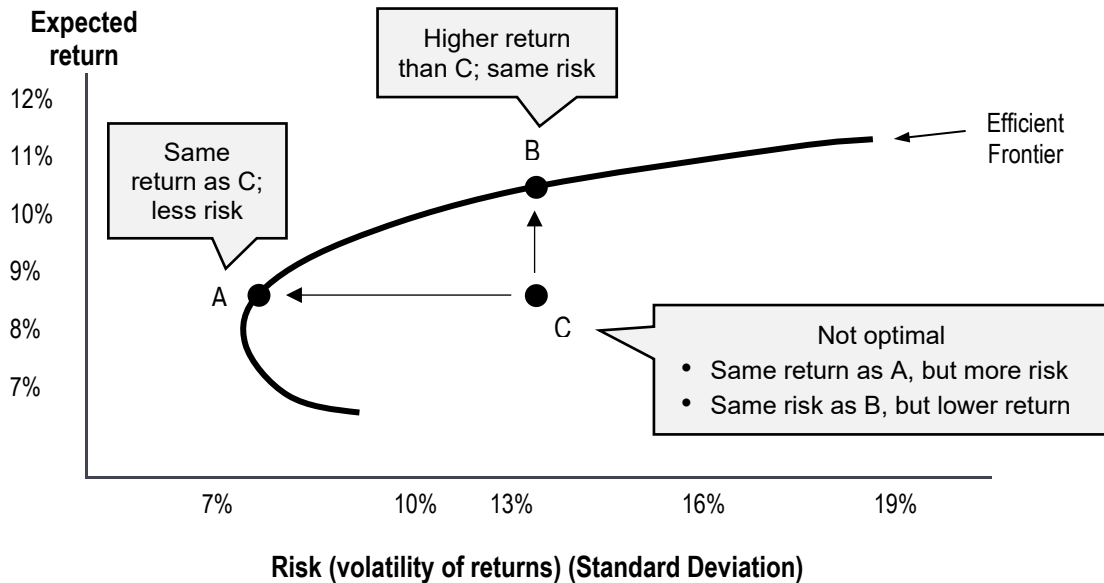 Expected
return
Higher return
than C; same risk
12%
Efficient
Frontier
11%
Same
return as C;
less risk
B
10%
9%
A
C
8%
Not optimal
• Same return as A, but more risk
• Same risk as B, but lower return
7%
7% 10% 13% 16% 19%
Risk (volatility of returns) (Standard Deviation)